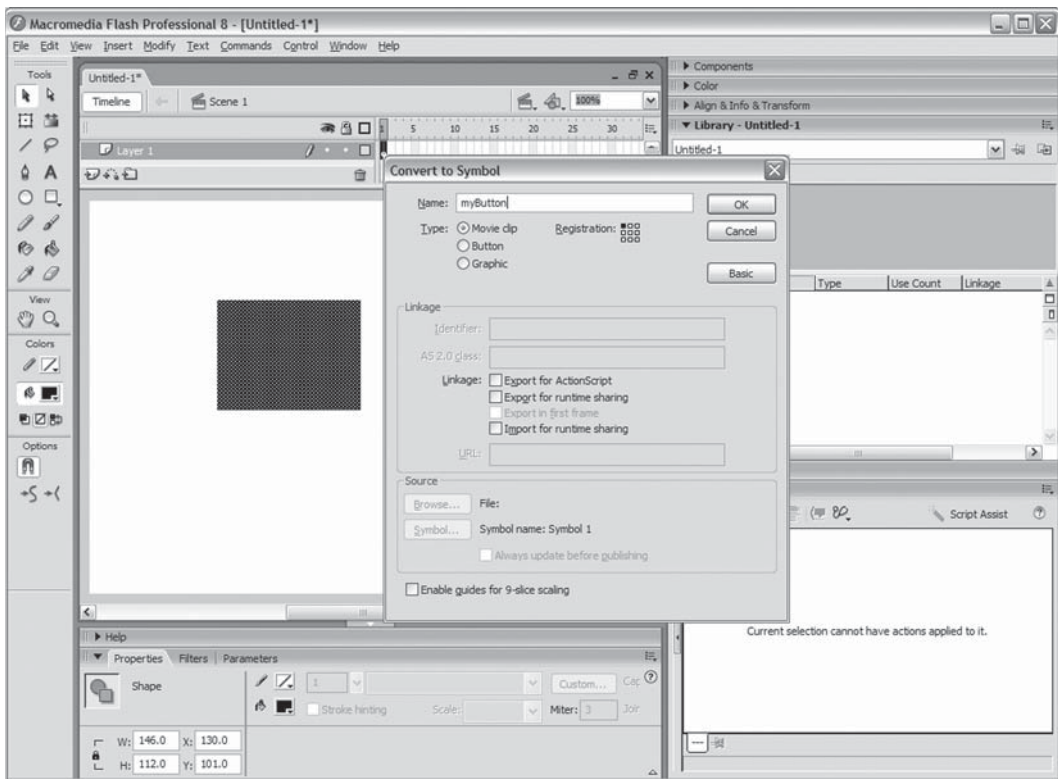 Macromedia Flash Professional 8 - [Untitled-1*]
File Edit View Insert Modify Text Commands Control Window Help
Tools
View
Colors
Options
Untitled-1*
Timeline
Scene 1
100%
1 5 10 15 20 25 30
Layer 1
Components
Color
Align & Info & Transform
Library - Untitled-1
Untitled-1
Type Use Count Linkage
Convert to Symbol
Name: myButton
OK
Type: Movie clip Registration:
Cancel
Button
Graphic
Basic
Linkage
Identifier:
AS 2.0 class:
Linkage: Export for ActionScript
Export for runtime sharing
Export in first frame
Import for runtime sharing
URL:
Source
Browse... File:
Symbol... Symbol name: Symbol 1
Always update before publishing
Enable guides for 9-slice scaling
Script Assist
Current selection cannot have actions applied to it.
Help
Properties Filters Parameters
Shape
1 Custom... Cap:
Stroke hinting Scale: Miter: 3 Joir
W: 146.0 X: 130.0
H: 112.0 Y: 101.0